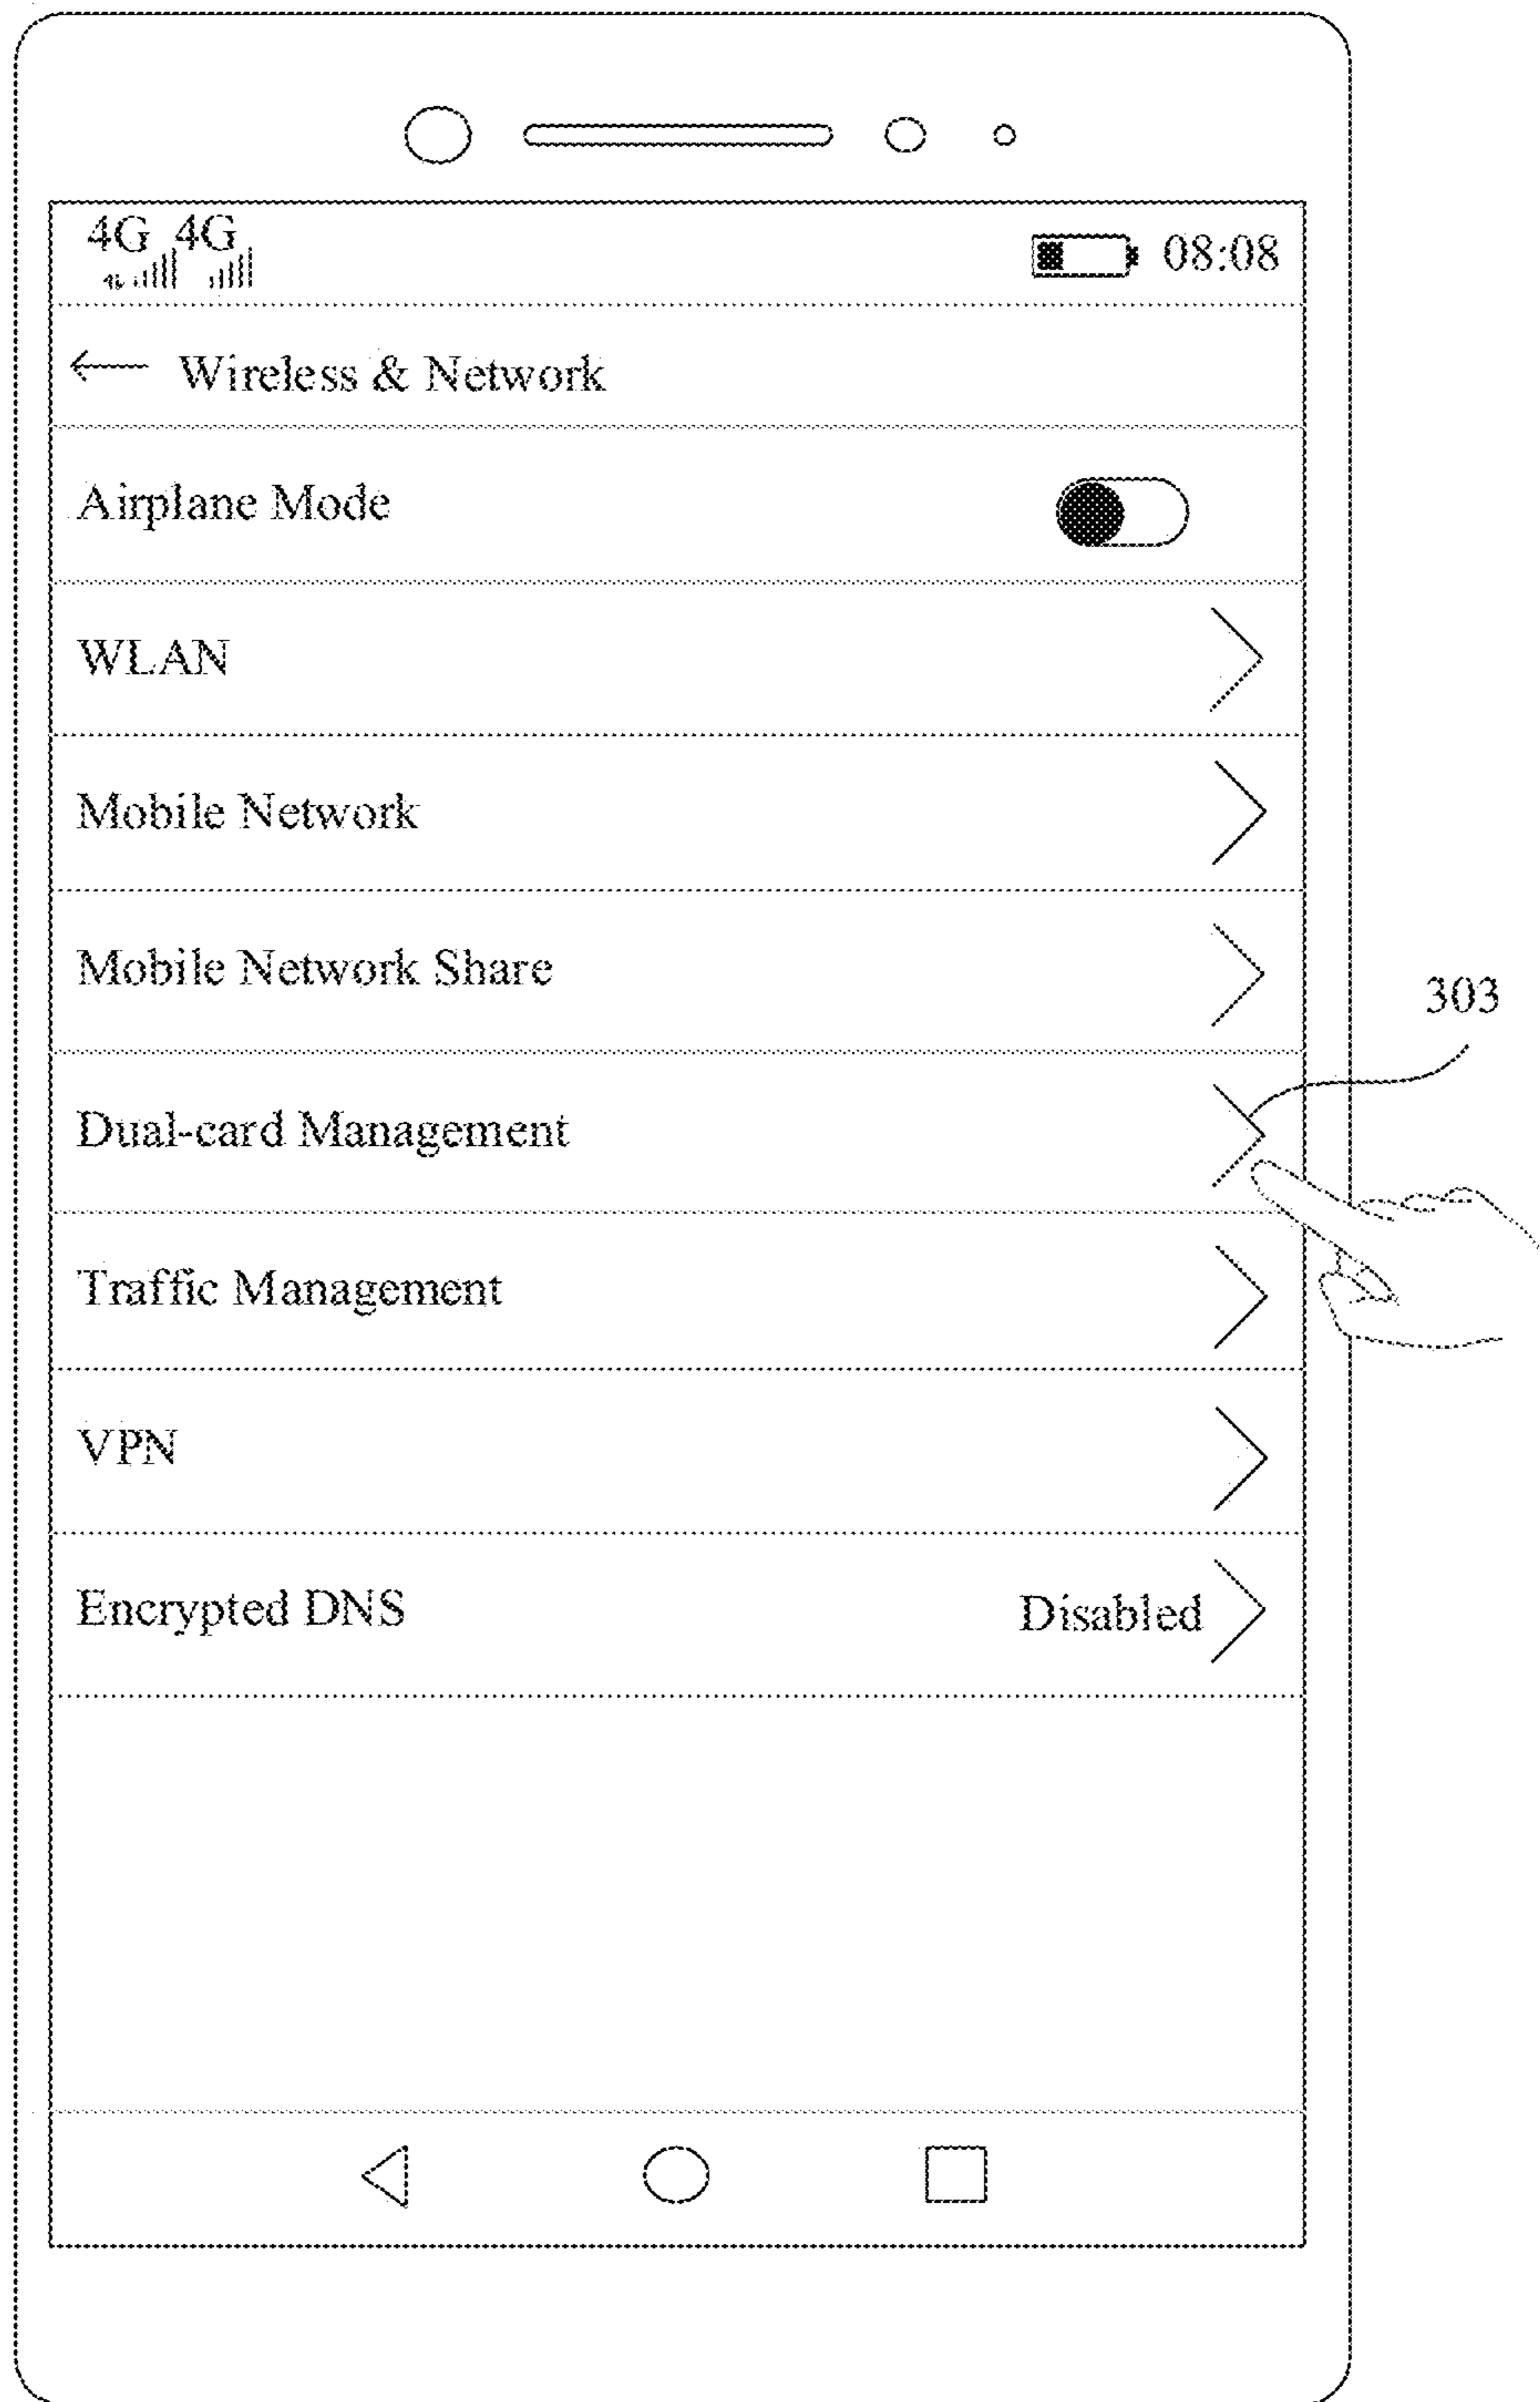 4G 4G 08:08
Wireless & Network
Airplane Mode
WLAN
Mobile Network
Mobile Network Share
303
Dual-card Management
Traffic Management
VPN
Encrypted DNS Disabled